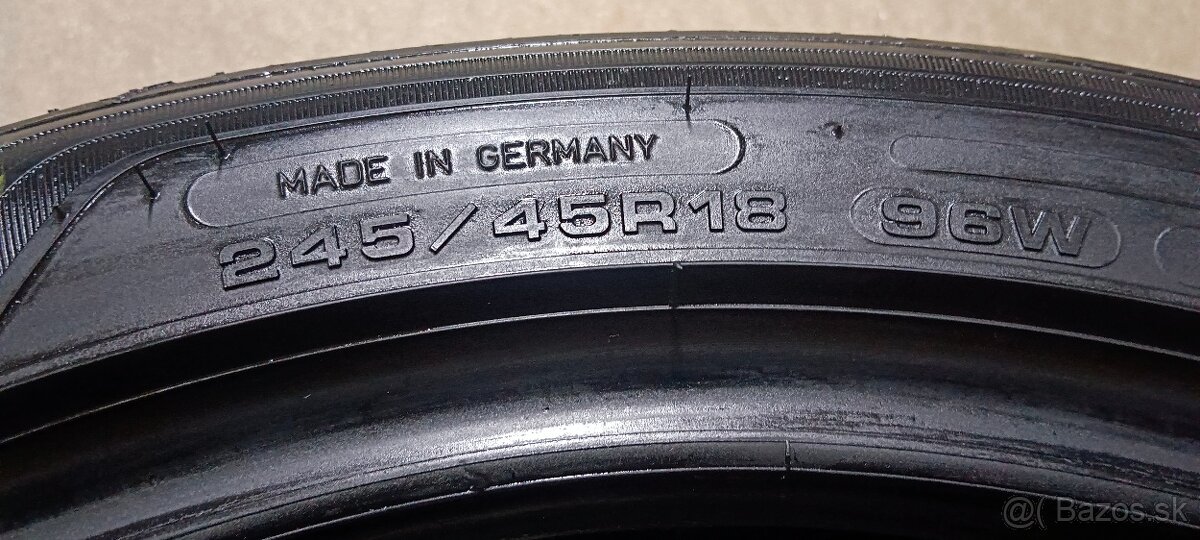 MADE IN GERMANY
245/45R18 96W
@( Bazos.sk